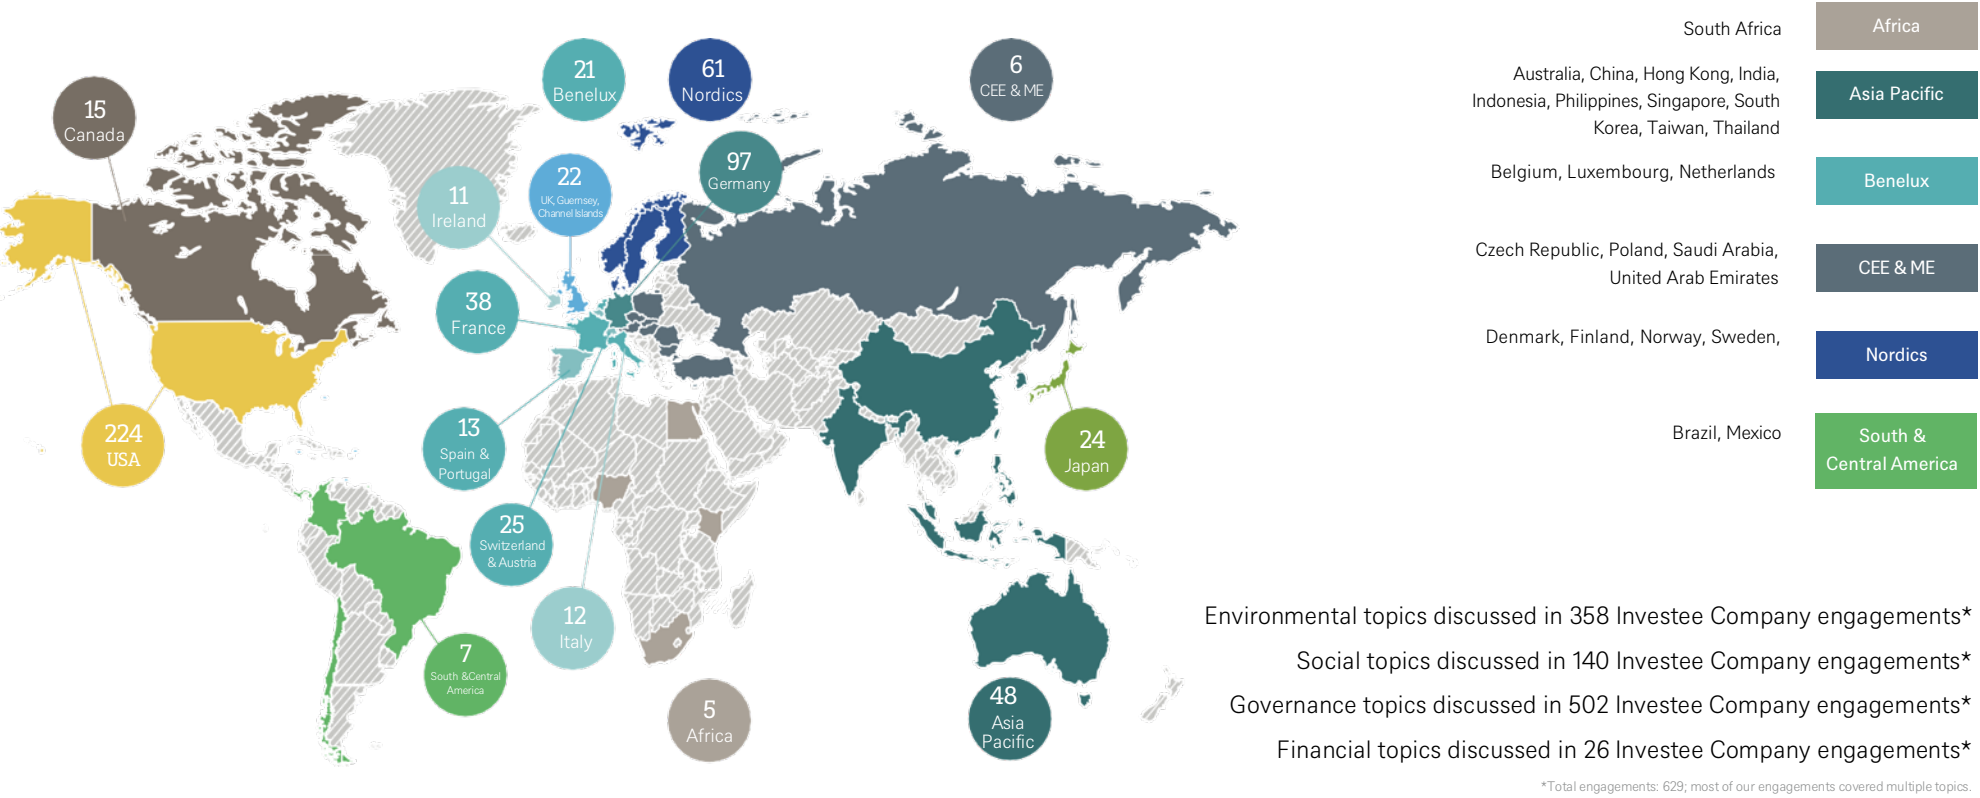 15
Canada
224
USA
11
Ireland
38
France
13
Spain &
Portugal
25
Switzerland
& Austria
12
Italy
7
South &Central
America
21
Benelux
61
Nordics
22
UK, Guernsey,
Channel Islands
97
Germany
6
CEE & ME
24
Japan
5
Africa
48
Asia
Pacific
South Africa
Africa
Australia, China, Hong Kong, India,
Indonesia, Philippines, Singapore, South
Korea, Taiwan, Thailand
Asia Pacific
Belgium, Luxembourg, Netherlands
Benelux
Czech Republic, Poland, Saudi Arabia,
United Arab Emirates
CEE & ME
Denmark, Finland, Norway, Sweden,
Nordics
Brazil, Mexico
South &
Central America
Environmental topics discussed in 358 Investee Company engagements*
Social topics discussed in 140 Investee Company engagements*
Governance topics discussed in 502 Investee Company engagements*
Financial topics discussed in 26 Investee Company engagements*
*Total engagements: 629; most of our engagements covered multiple topics.